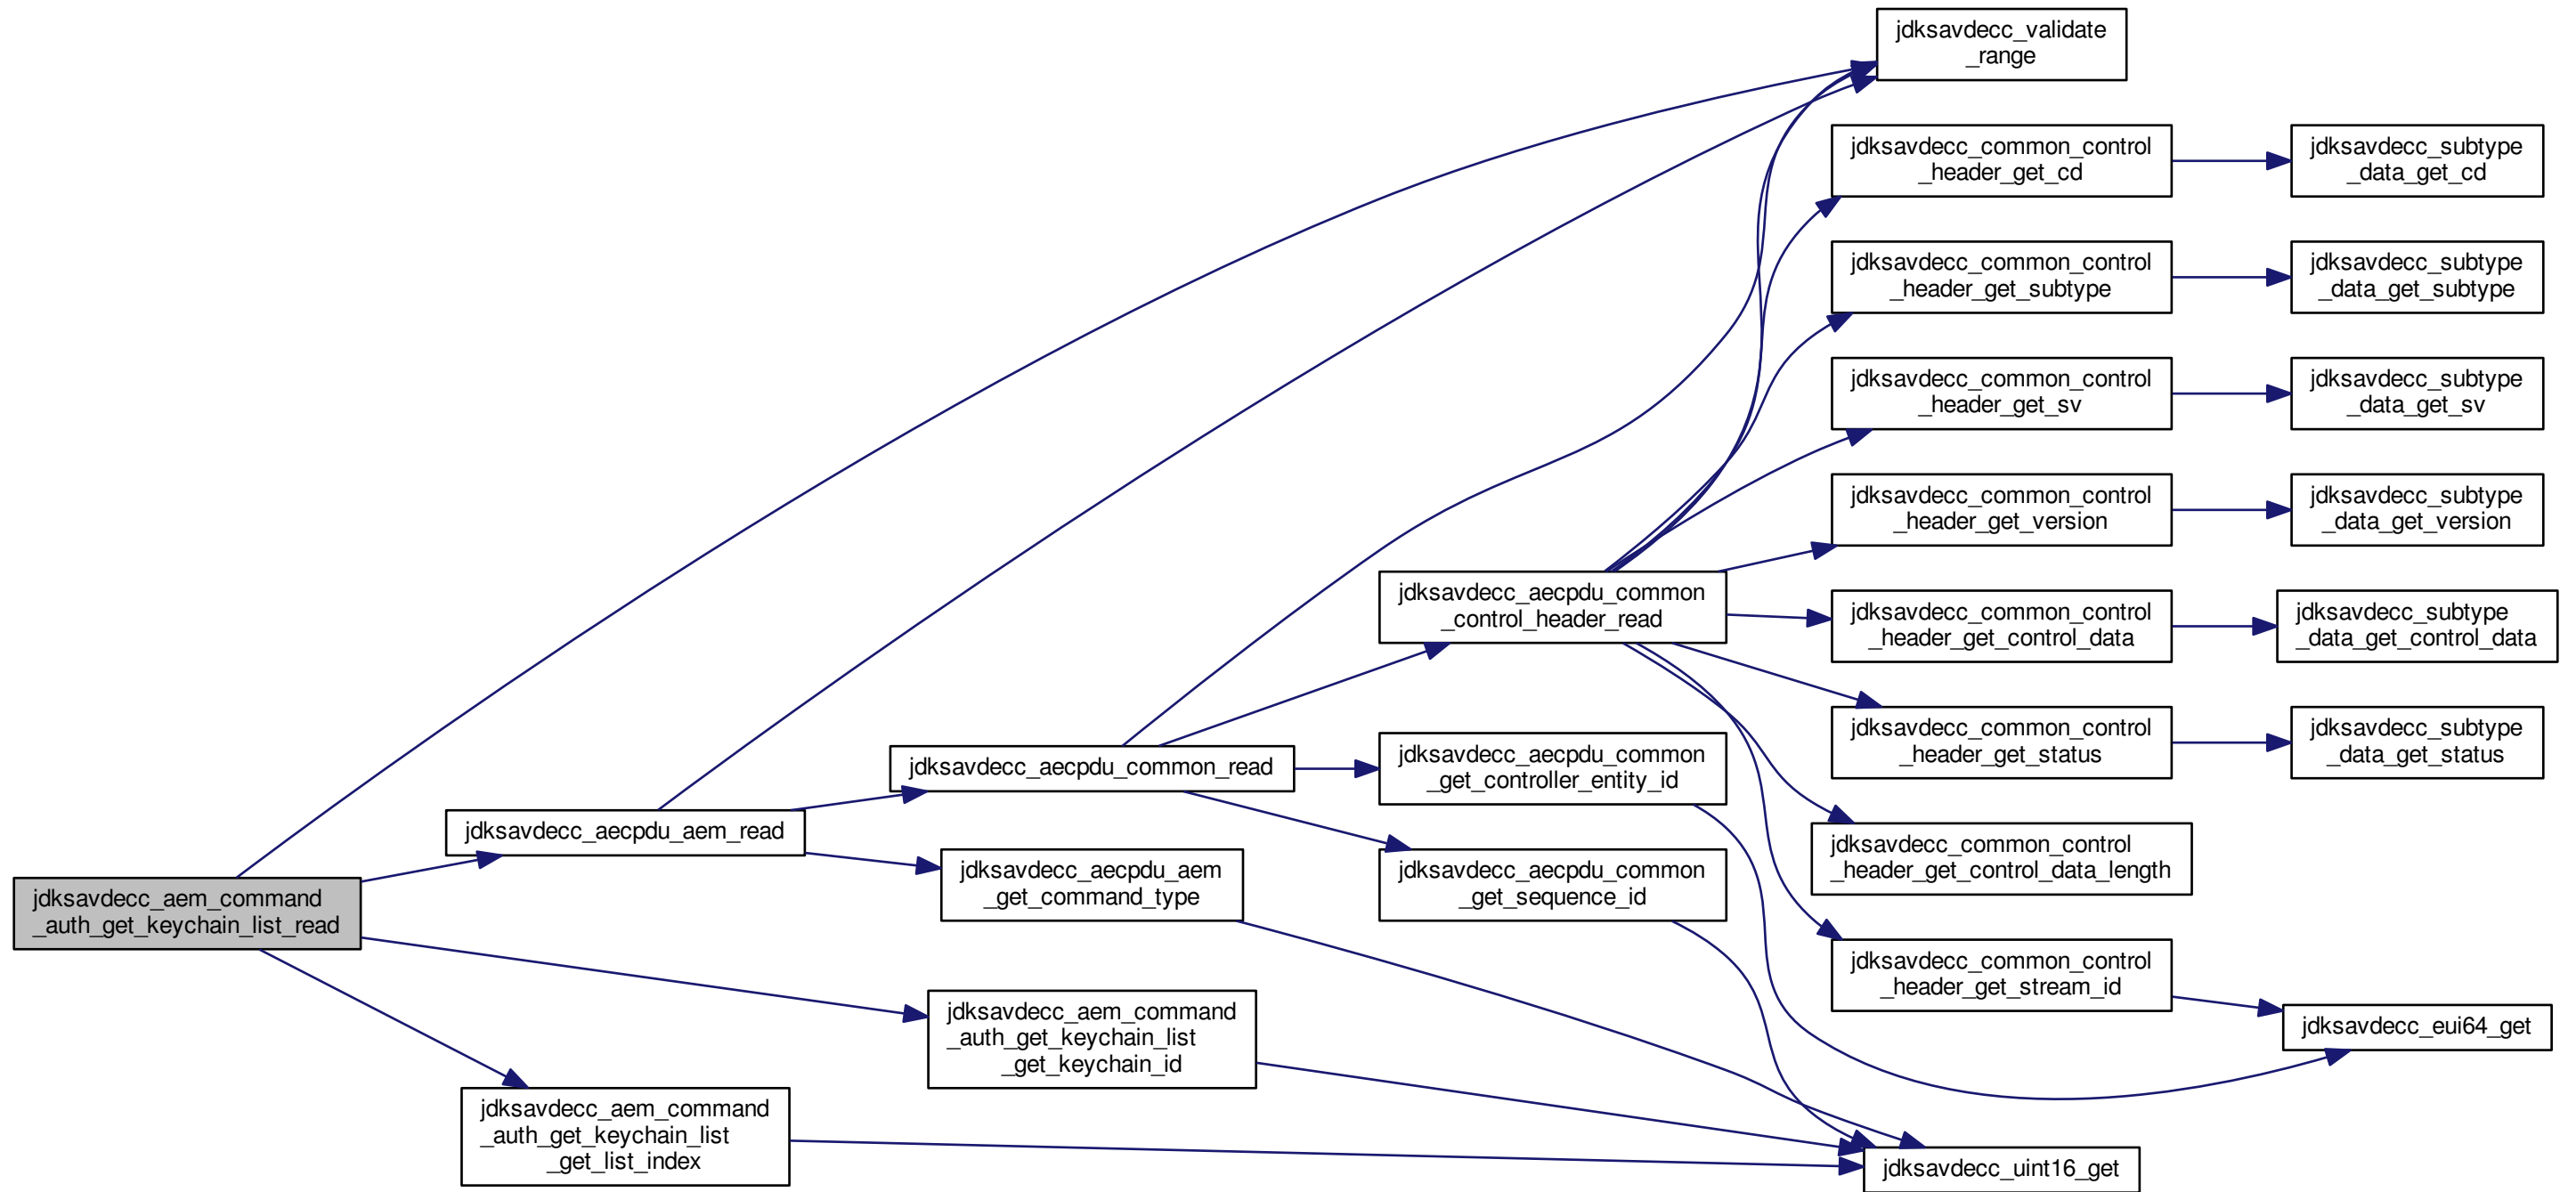 jdksavdecc_aem_command
_auth_get_keychain_list_read
jdksavdecc_aecpdu_aem_read
jdksavdecc_aem_command
_auth_get_keychain_list
_get_list_index
jdksavdecc_aecpdu_common_read
jdksavdecc_aecpdu_aem
_get_command_type
jdksavdecc_aem_command
_auth_get_keychain_list
_get_keychain_id
jdksavdecc_aecpdu_common
_control_header_read
jdksavdecc_aecpdu_common
_get_controller_entity_id
jdksavdecc_aecpdu_common
_get_sequence_id
jdksavdecc_validate
_range
jdksavdecc_common_control
_header_get_cd
jdksavdecc_common_control
_header_get_subtype
jdksavdecc_common_control
_header_get_sv
jdksavdecc_common_control
_header_get_version
jdksavdecc_common_control
_header_get_control_data
jdksavdecc_common_control
_header_get_status
jdksavdecc_common_control
_header_get_control_data_length
jdksavdecc_common_control
_header_get_stream_id
jdksavdecc_uint16_get
jdksavdecc_subtype
_data_get_cd
jdksavdecc_subtype
_data_get_subtype
jdksavdecc_subtype
_data_get_sv
jdksavdecc_subtype
_data_get_version
jdksavdecc_subtype
_data_get_control_data
jdksavdecc_subtype
_data_get_status
jdksavdecc_eui64_get